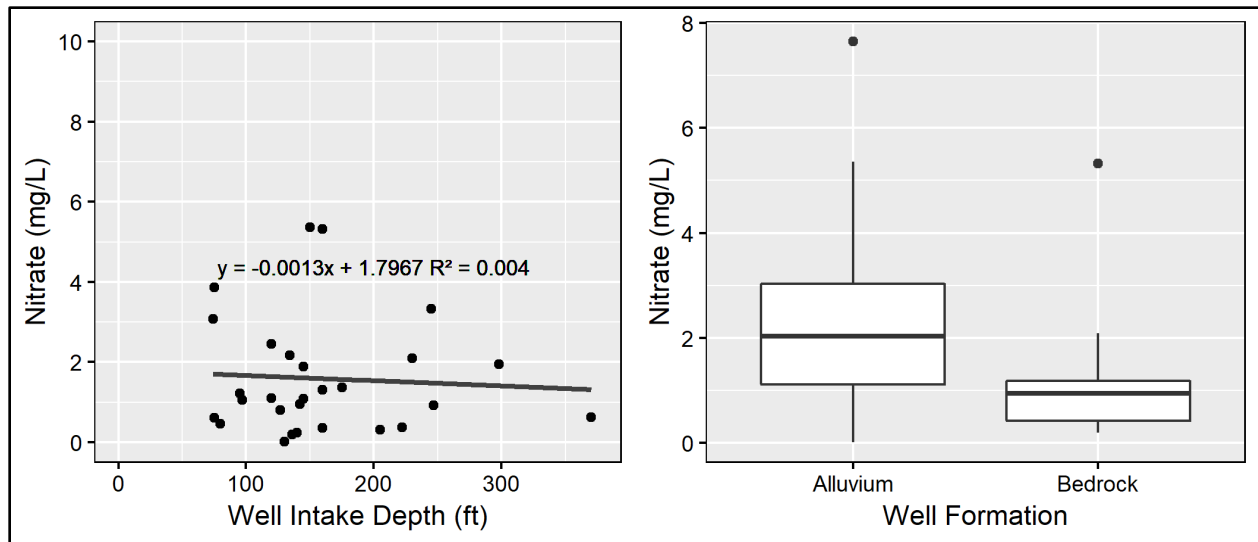 10
8
6
4
2
0
Nitrate (mg/L)
y = -0.0013x + 1.7967 R² = 0.004
0 100 200 300
Well Intake Depth (ft)
8
6
4
2
0
Nitrate (mg/L)
Alluvium Bedrock
Well Formation